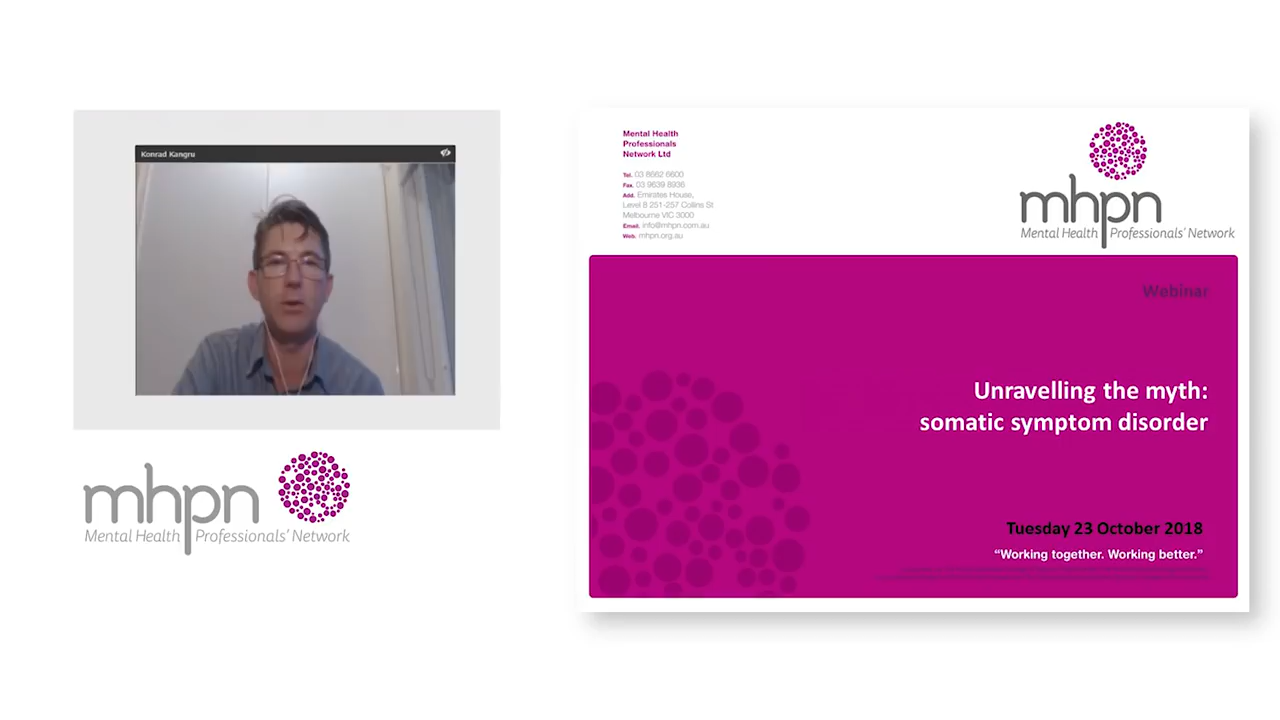 Konrad Kangru
mhpn
Mental Health Professionals' Network
Mental Health
Professionals
Network Ltd
Tel. 03 8662 6600
Fax. 03 9639 8936
Add. Emirates House,
Level 8 251-257 Collins St
Melbourne VIC 3000
Email. info@mhpn.com.au
Web. mhpn.org.au
mhpn
Mental Health Professionals' Network
Webinar
Unravelling the myth:
somatic symptom disorder
Tuesday 23 October 2018
“Working together. Working better.”